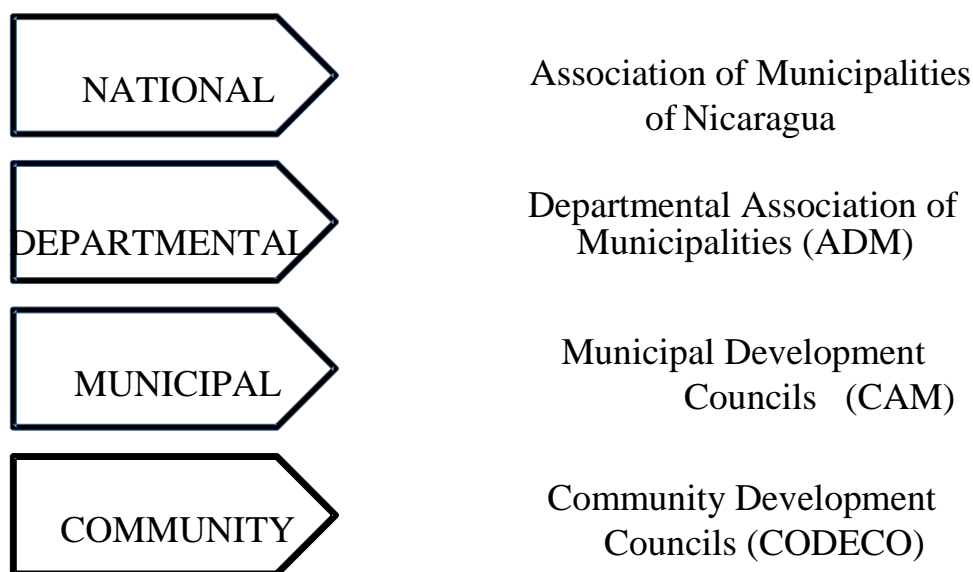 NATIONAL
Association of Municipalities
of Nicaragua
DEPARTMENTAL
Departmental Association of
Municipalities (ADM)
MUNICIPAL
Municipal Development
Councils (CAM)
COMMUNITY
Community Development
Councils (CODECO)